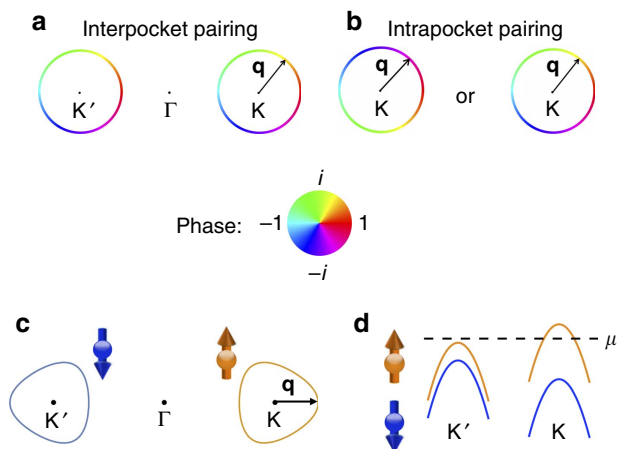 a Interpocket pairing
b Intrapocket pairing
K′ Γ q K
q K or q K
i
Phase: −1 1
−i
c K′ Γ q K
d μ
K′ K